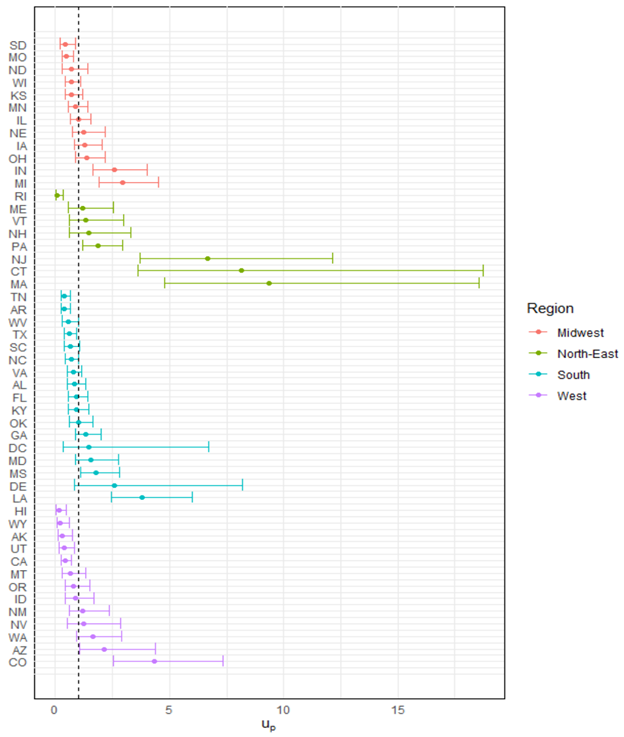 SD
MO
ND
WI
KS
MN
IL
NE
IA
OH
IN
MI
RI
ME
VT
NH
PA
NJ
CT
MA
TN
AR
WV
TX
SC
NC
VA
AL
FL
KY
OK
GA
DC
MD
MS
DE
LA
HI
WY
AK
UT
CA
MT
OR
ID
NM
NV
WA
AZ
CO
0 5 10 15
up
Region
Midwest
North-East
South
West